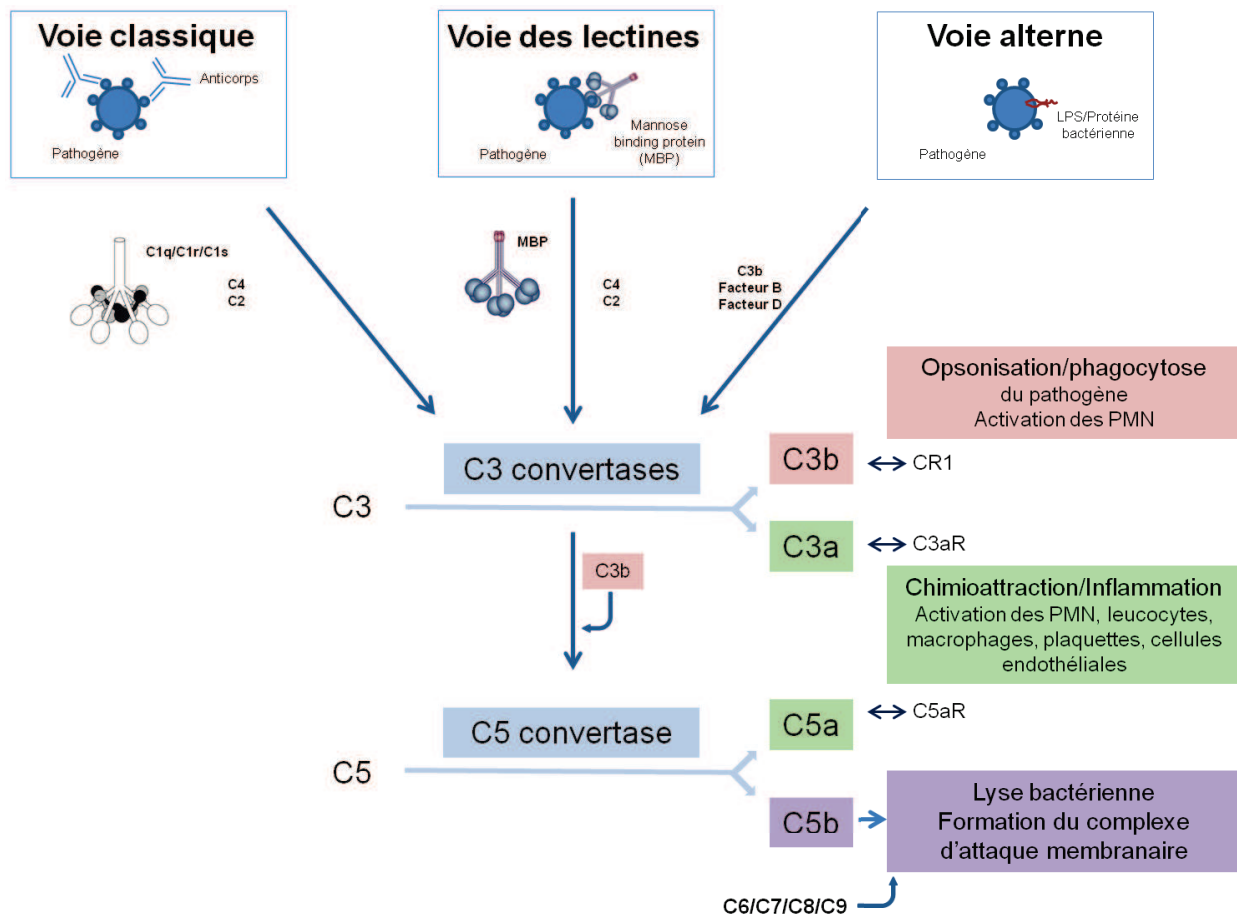 Voie classique
Anticorps
Pathogène
Voie des lectines
Mannose
binding protein
(MBP)
Pathogène
Voie alterne
LPS/Protéine
bactérienne
Pathogène
C1q/C1r/C1s
C4
C2
MBP
C4
C2
C3b
Facteur B
Facteur D
Opsonisation/phagocytose
du pathogène
Activation des PMN
C3 convertases
C3
C3b
CR1
C3a
C3aR
C3b
Chimioattraction/Inflammation
Activation des PMN, leucocytes,
macrophages, plaquettes, cellules
endothéliales
C5 convertase
C5
C5a
C5aR
C5b
Lyse bactérienne
Formation du complexe
d'attaque membranaire
C6/C7/C8/C9